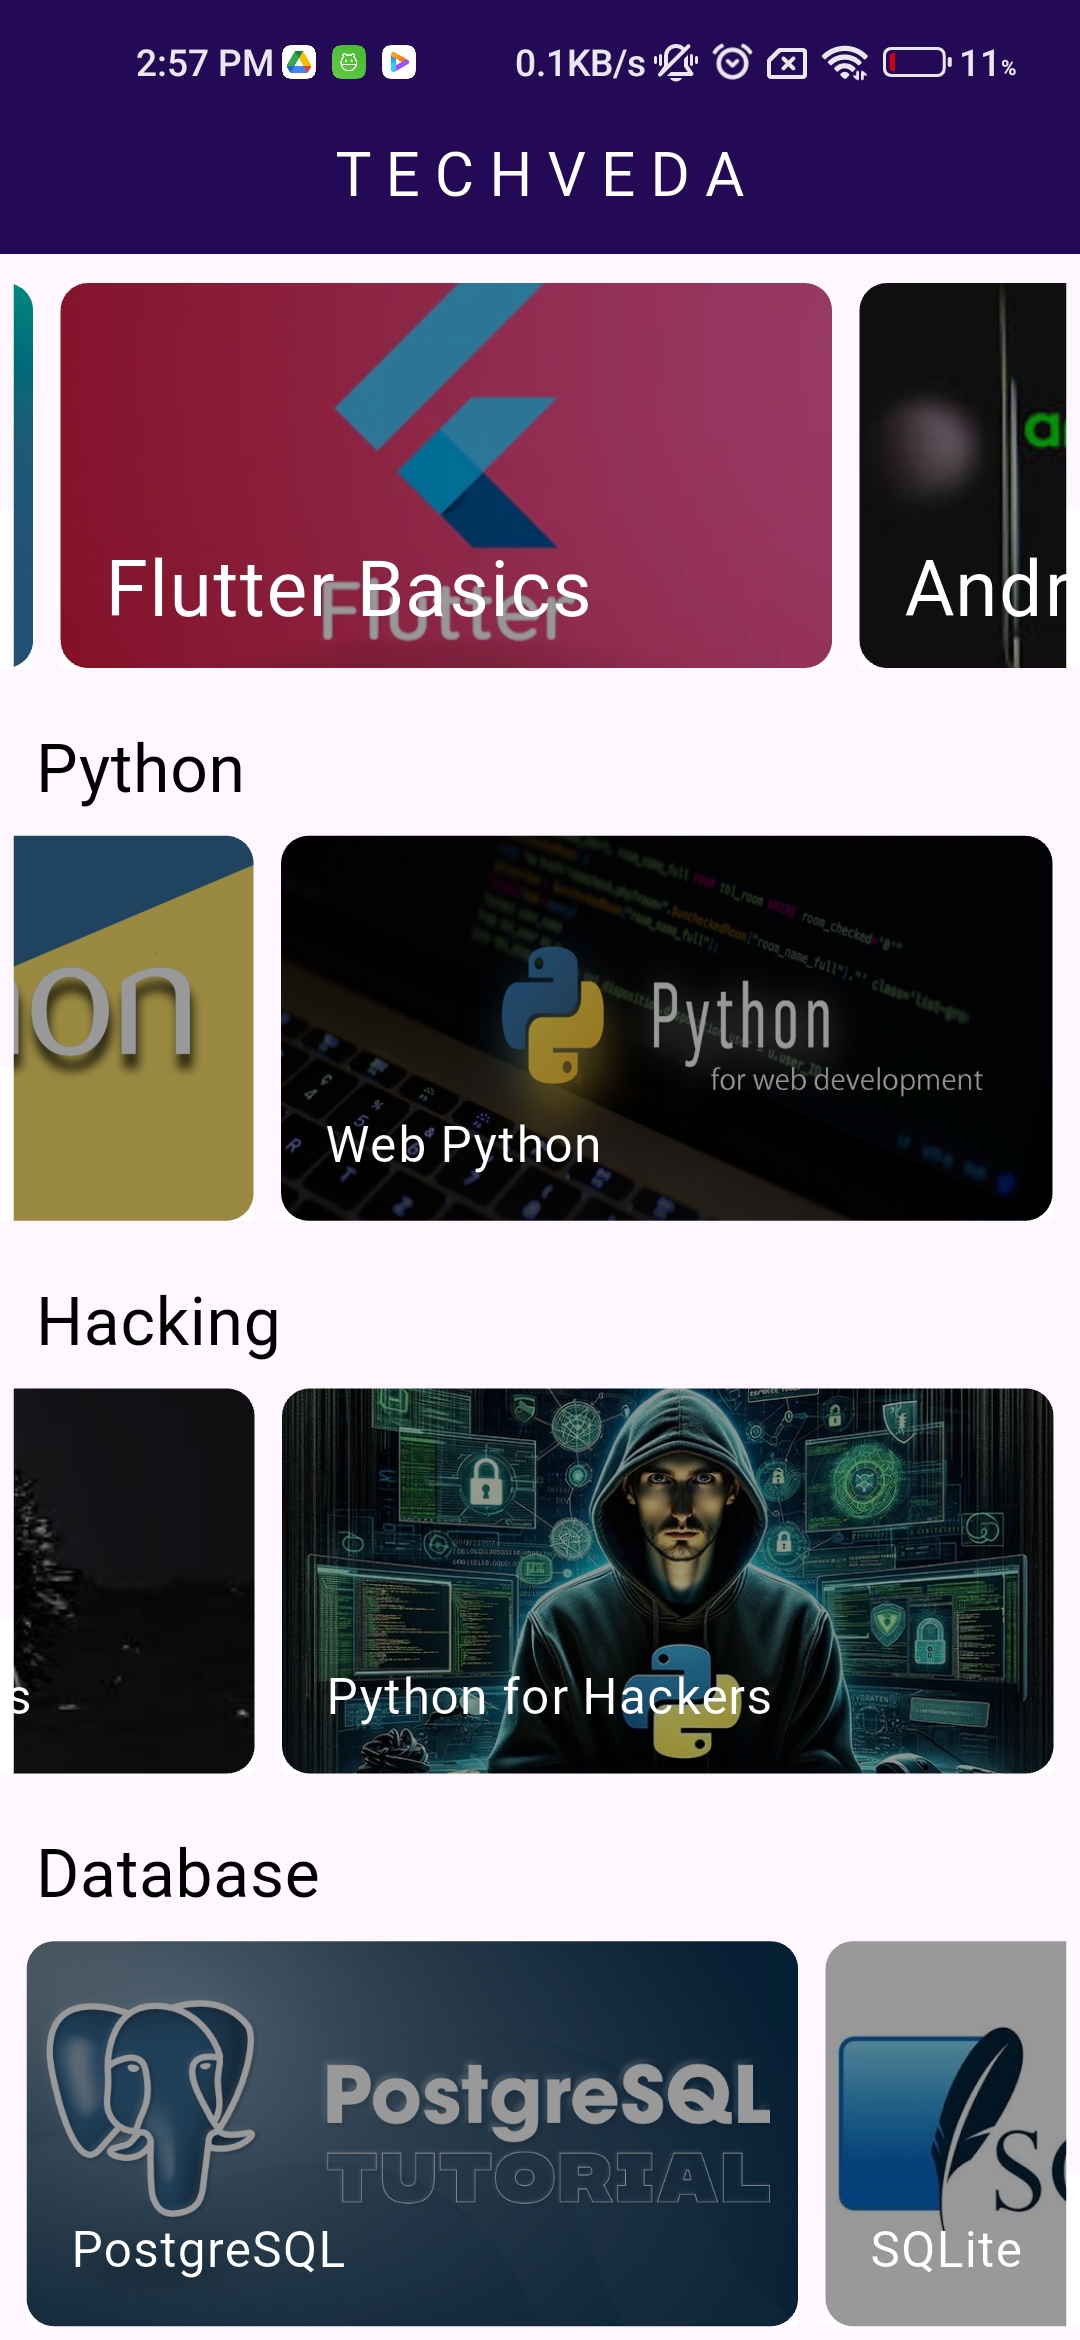 2:57 PM 0.1KB/s 11%
TECHVEDA
Flutter
Flutter Basics
Andr
Python
on
Python
for web development
Web Python
Hacking
s
Python for Hackers
Database
PostgreSQL
TUTORIAL
PostgreSQL
SQLite